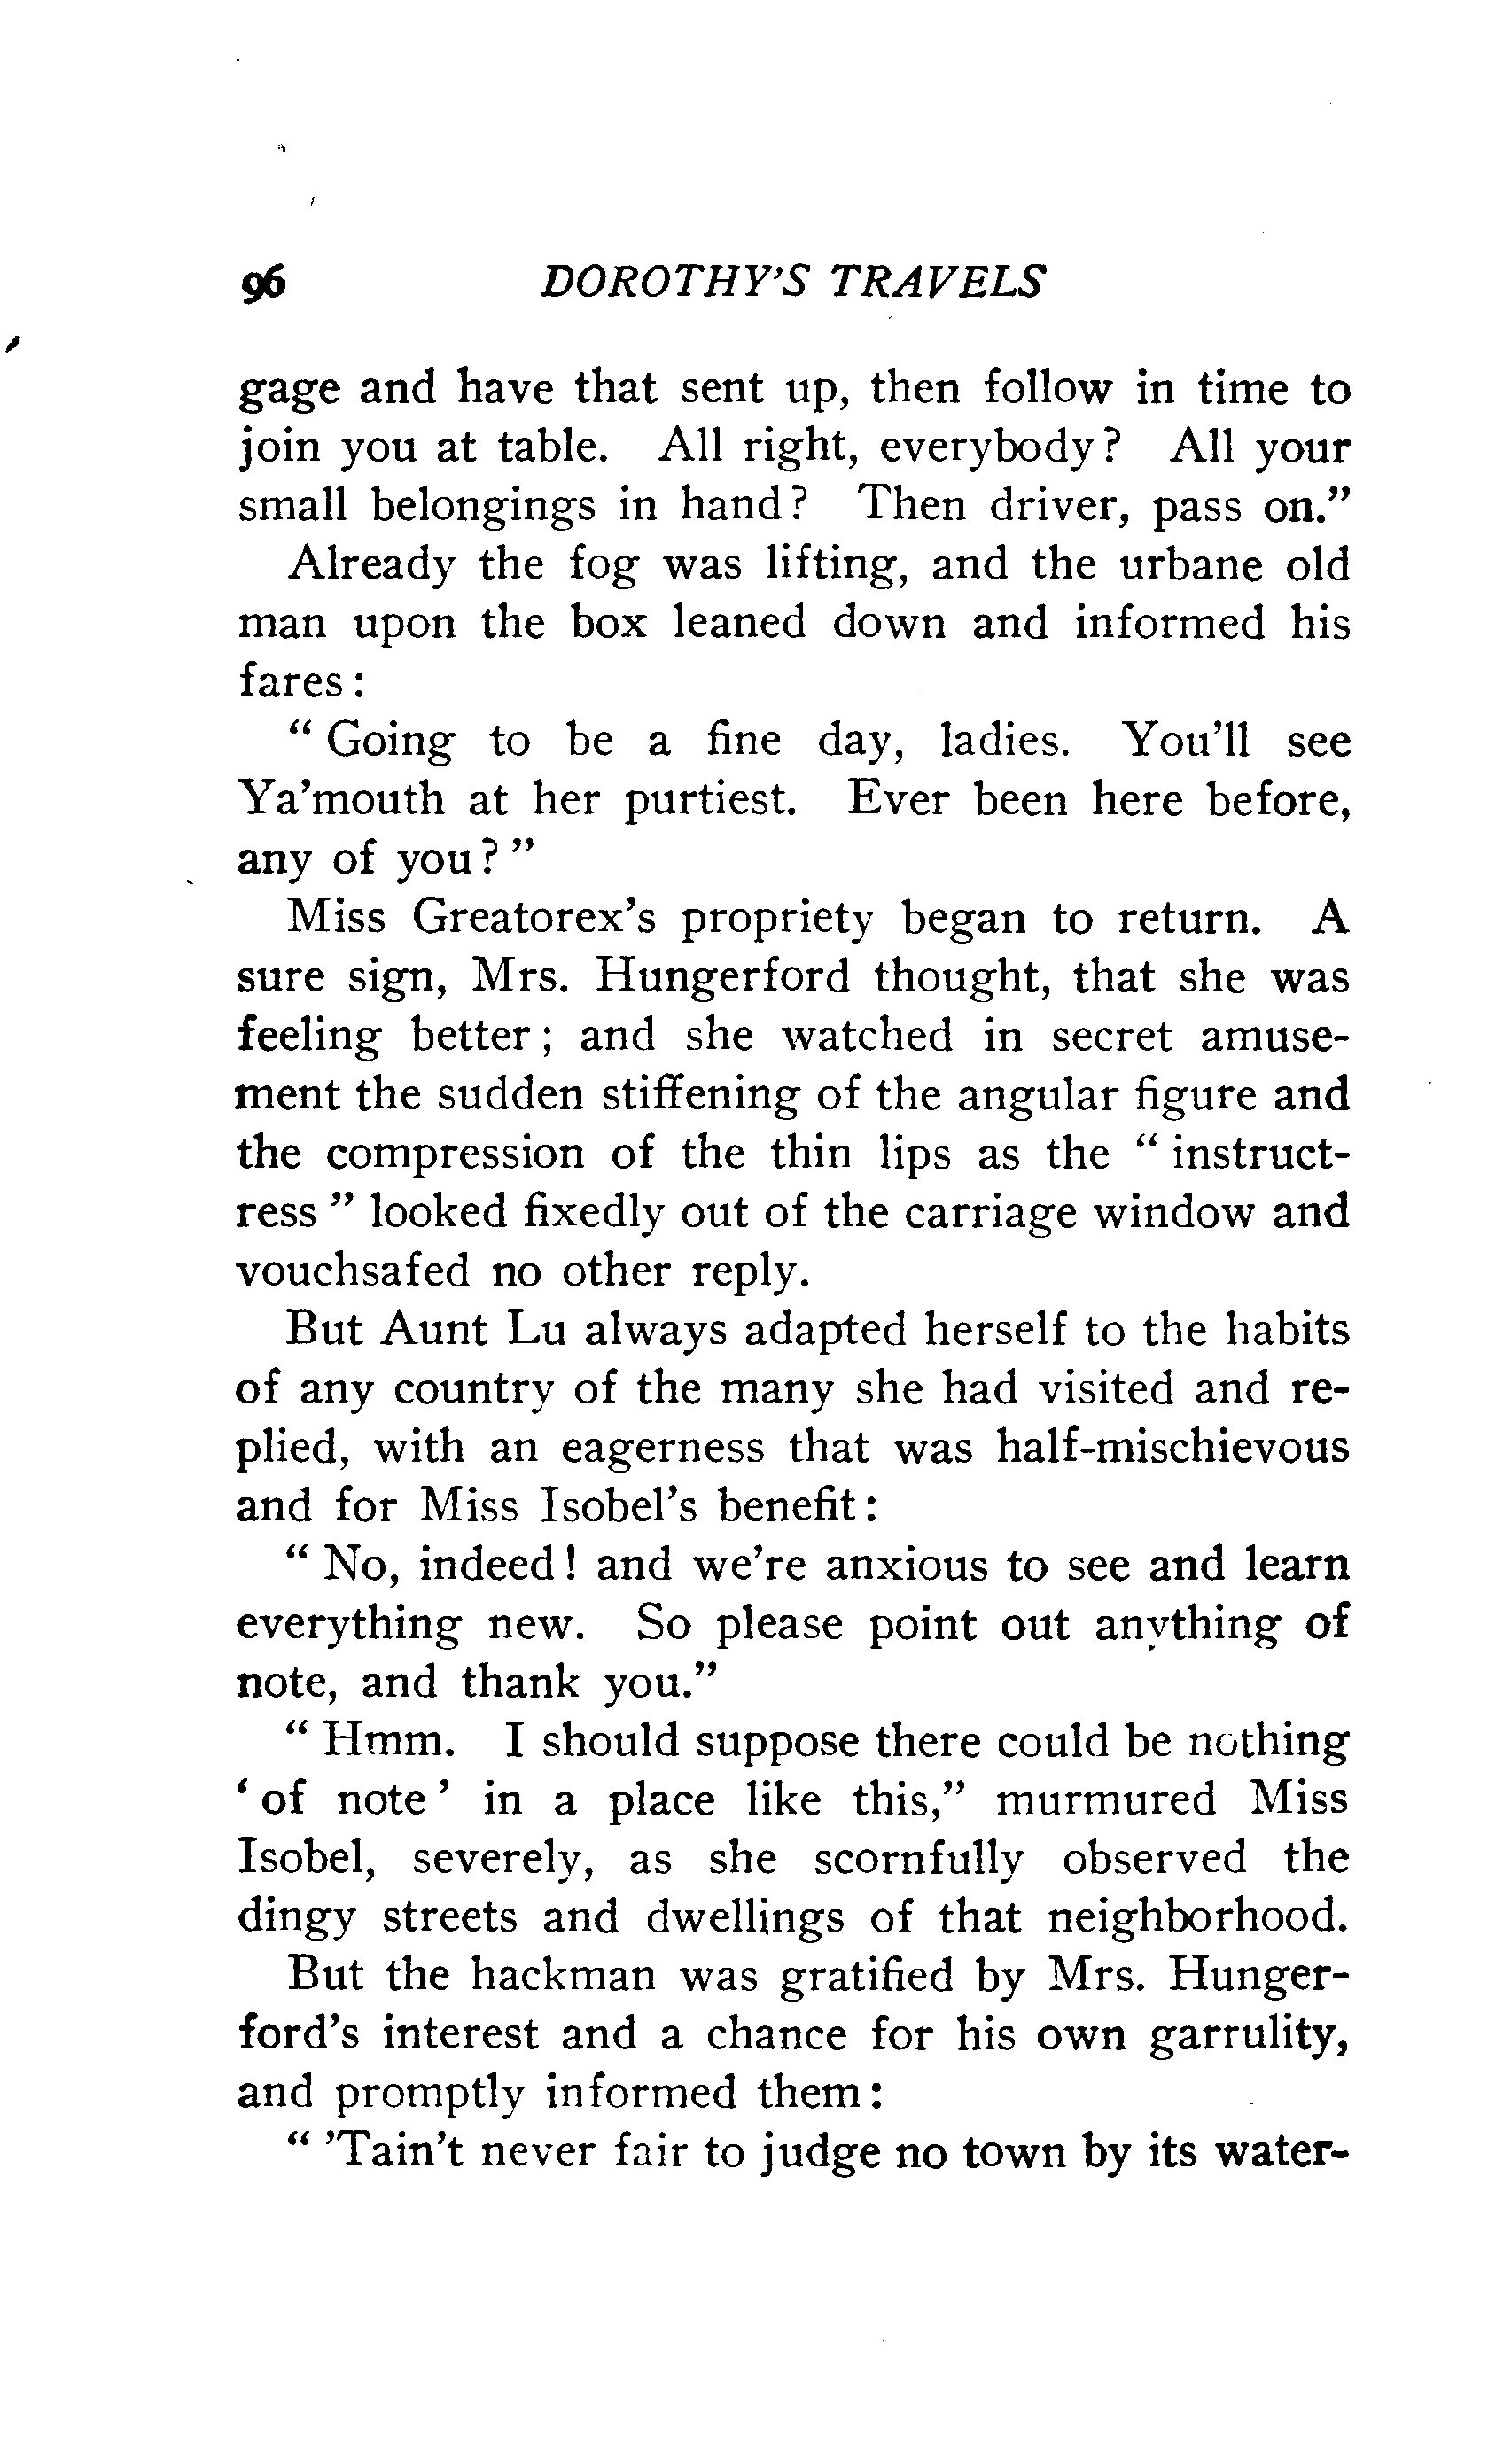 96 DOROTHY'S TRAVELS
gage and have that sent up, then follow in time to
join you at table. All right, everybody? All your
small belongings in hand? Then driver, pass on."
Already the fog was lifting, and the urbane old
man upon the box leaned down and informed his
fares:
"Going to be a fine day, ladies. You'll see
Ya'mouth at her purtiest. Ever been here before,
any of you?"
Miss Greatorex's propriety began to return. A
sure sign, Mrs. Hungerford thought, that she was
feeling better; and she watched in secret amuse-
ment the sudden stiffening of the angular figure and
the compression of the thin lips as the "instruct-
ress" looked fixedly out of the carriage window and
vouchsafed no other reply.
But Aunt Lu always adapted herself to the habits
of any country of the many she had visited and re-
plied, with an eagerness that was half-mischievous
and for Miss Isobel's benefit:
"No, indeed! and we're anxious to see and learn
everything new. So please point out anything of
note, and thank you."
"Hmm. I should suppose there could be nothing
'of note' in a place like this," murmured Miss
Isobel, severely, as she scornfully observed the
dingy streets and dwellings of that neighborhood.
But the hackman was gratified by Mrs. Hunger-
ford's interest and a chance for his own garrulity,
and promptly informed them:
"'Tain't never fair to judge no town by its water-